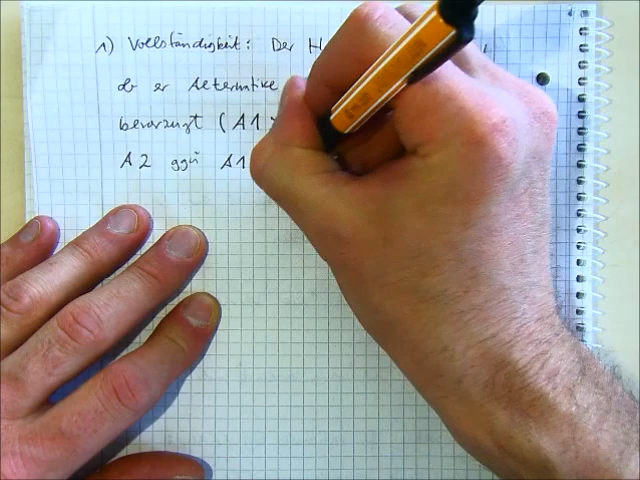 1) Vollständigkeit: Der H
ob er Alternative
bevorzugt (A1 >
A2 ggü A1